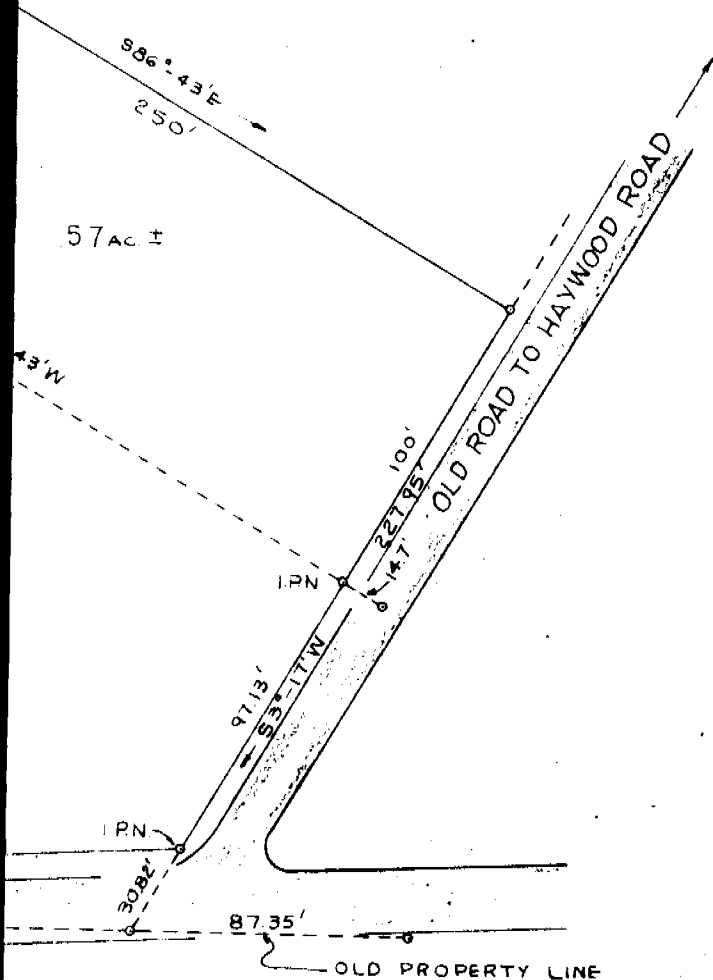 S86°-43'E
250'
.57 AC. ±
43'W
OLD ROAD TO HAYWOOD ROAD
100'
227.95'
14.7'
I.P.N
97.13'
S3°-17'W
I.P.N.
30.82'
87.35'
OLD PROPERTY LINE